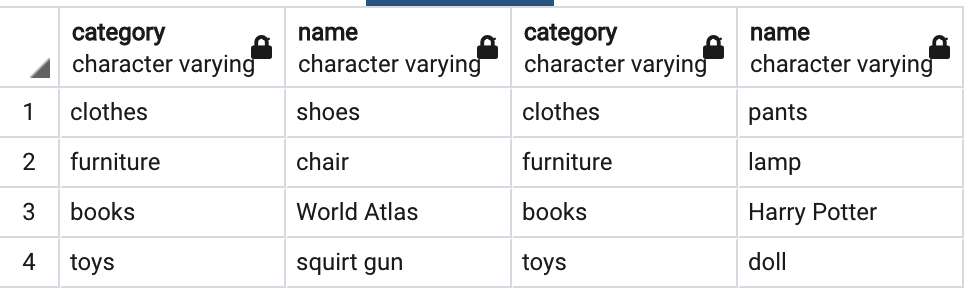 category name category name
character varying character varying character varying character varying
1 clothes shoes clothes pants
2 furniture chair furniture lamp
3 books World Atlas books Harry Potter
4 toys squirt gun toys doll